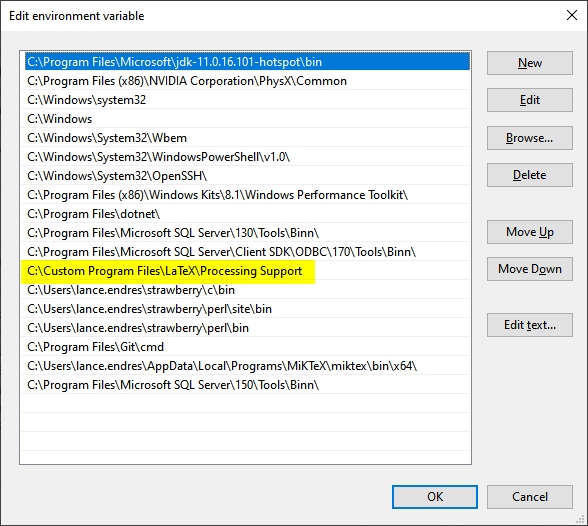 Edit environment variable
C:\Program Files\Microsoft\jdk-11.0.16.101-hotspot\bin
C:\Program Files (x86)\NVIDIA Corporation\PhysX\Common
C:\Windows\system32
C:\Windows
C:\Windows\System32\Wbem
C:\Windows\System32\WindowsPowerShell\v1.0\
C:\Windows\System32\OpenSSH\
C:\Program Files (x86)\Windows Kits\8.1\Windows Performance Toolkit\
C:\Program Files\dotnet\
C:\Program Files\Microsoft SQL Server\130\Tools\Binn\
C:\Program Files\Microsoft SQL Server\Client SDK\ODBC\170\Tools\Binn\
C:\Custom Program Files\LaTeX\Processing Support
C:\Users\lance.endres\strawberry\c\bin
C:\Users\lance.endres\strawberry\perl\site\bin
C:\Users\lance.endres\strawberry\perl\bin
C:\Program Files\Git\cmd
C:\Users\lance.endres\AppData\Local\Programs\MiKTeX\miktex\bin\x64\
C:\Program Files\Microsoft SQL Server\150\Tools\Binn\
New
Edit
Browse...
Delete
Move Up
Move Down
Edit text...
OK
Cancel